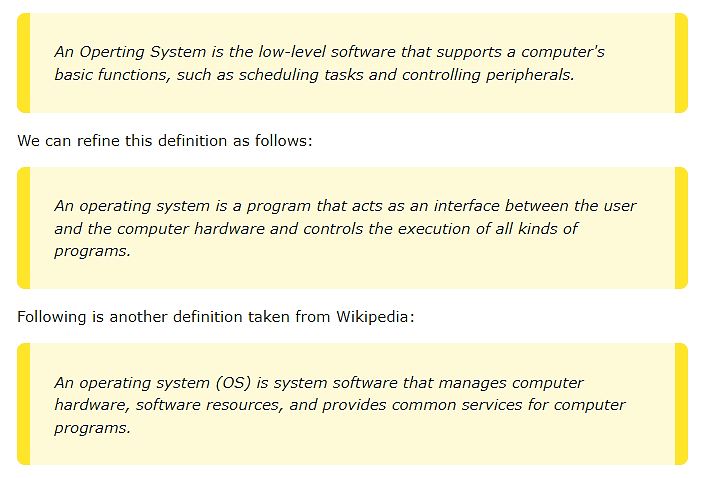 An Operting System is the low-level software that supports a computer's
basic functions, such as scheduling tasks and controlling peripherals.
We can refine this definition as follows:
An operating system is a program that acts as an interface between the user
and the computer hardware and controls the execution of all kinds of
programs.
Following is another definition taken from Wikipedia:
An operating system (OS) is system software that manages computer
hardware, software resources, and provides common services for computer
programs.